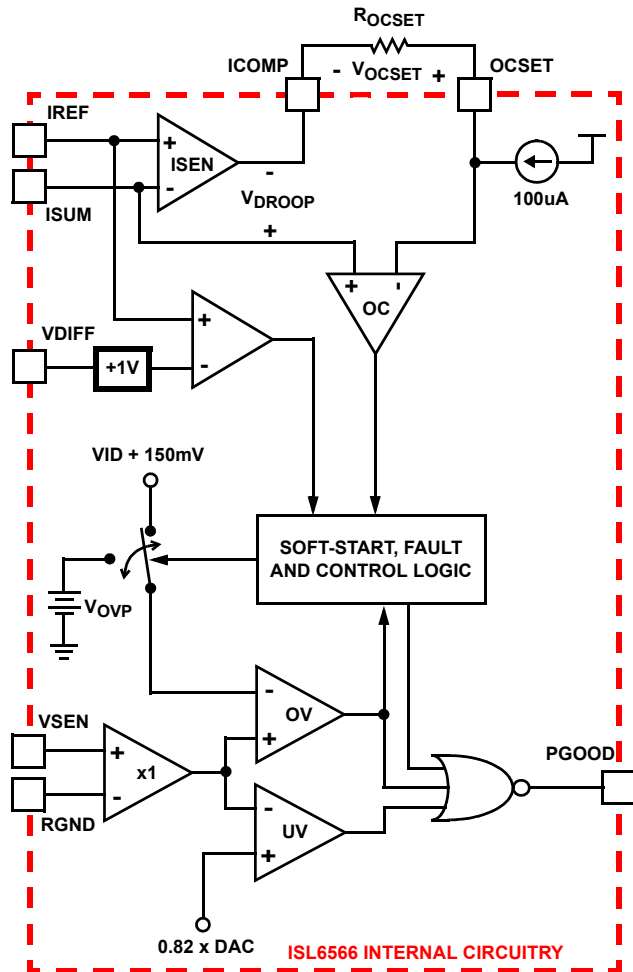 ROCSET
ICOMP
- VOCSET +
OCSET
IREF
+
ISEN
-
-
VDROOP
+
ISUM
100uA
+ -
OC
+
-
VDIFF
+1V
VID + 150mV
SOFT-START, FAULT
AND CONTROL LOGIC
VOVP
-
OV
+
VSEN
+
x1
-
RGND
PGOOD
-
UV
+
0.82 x DAC
ISL6566 INTERNAL CIRCUITRY